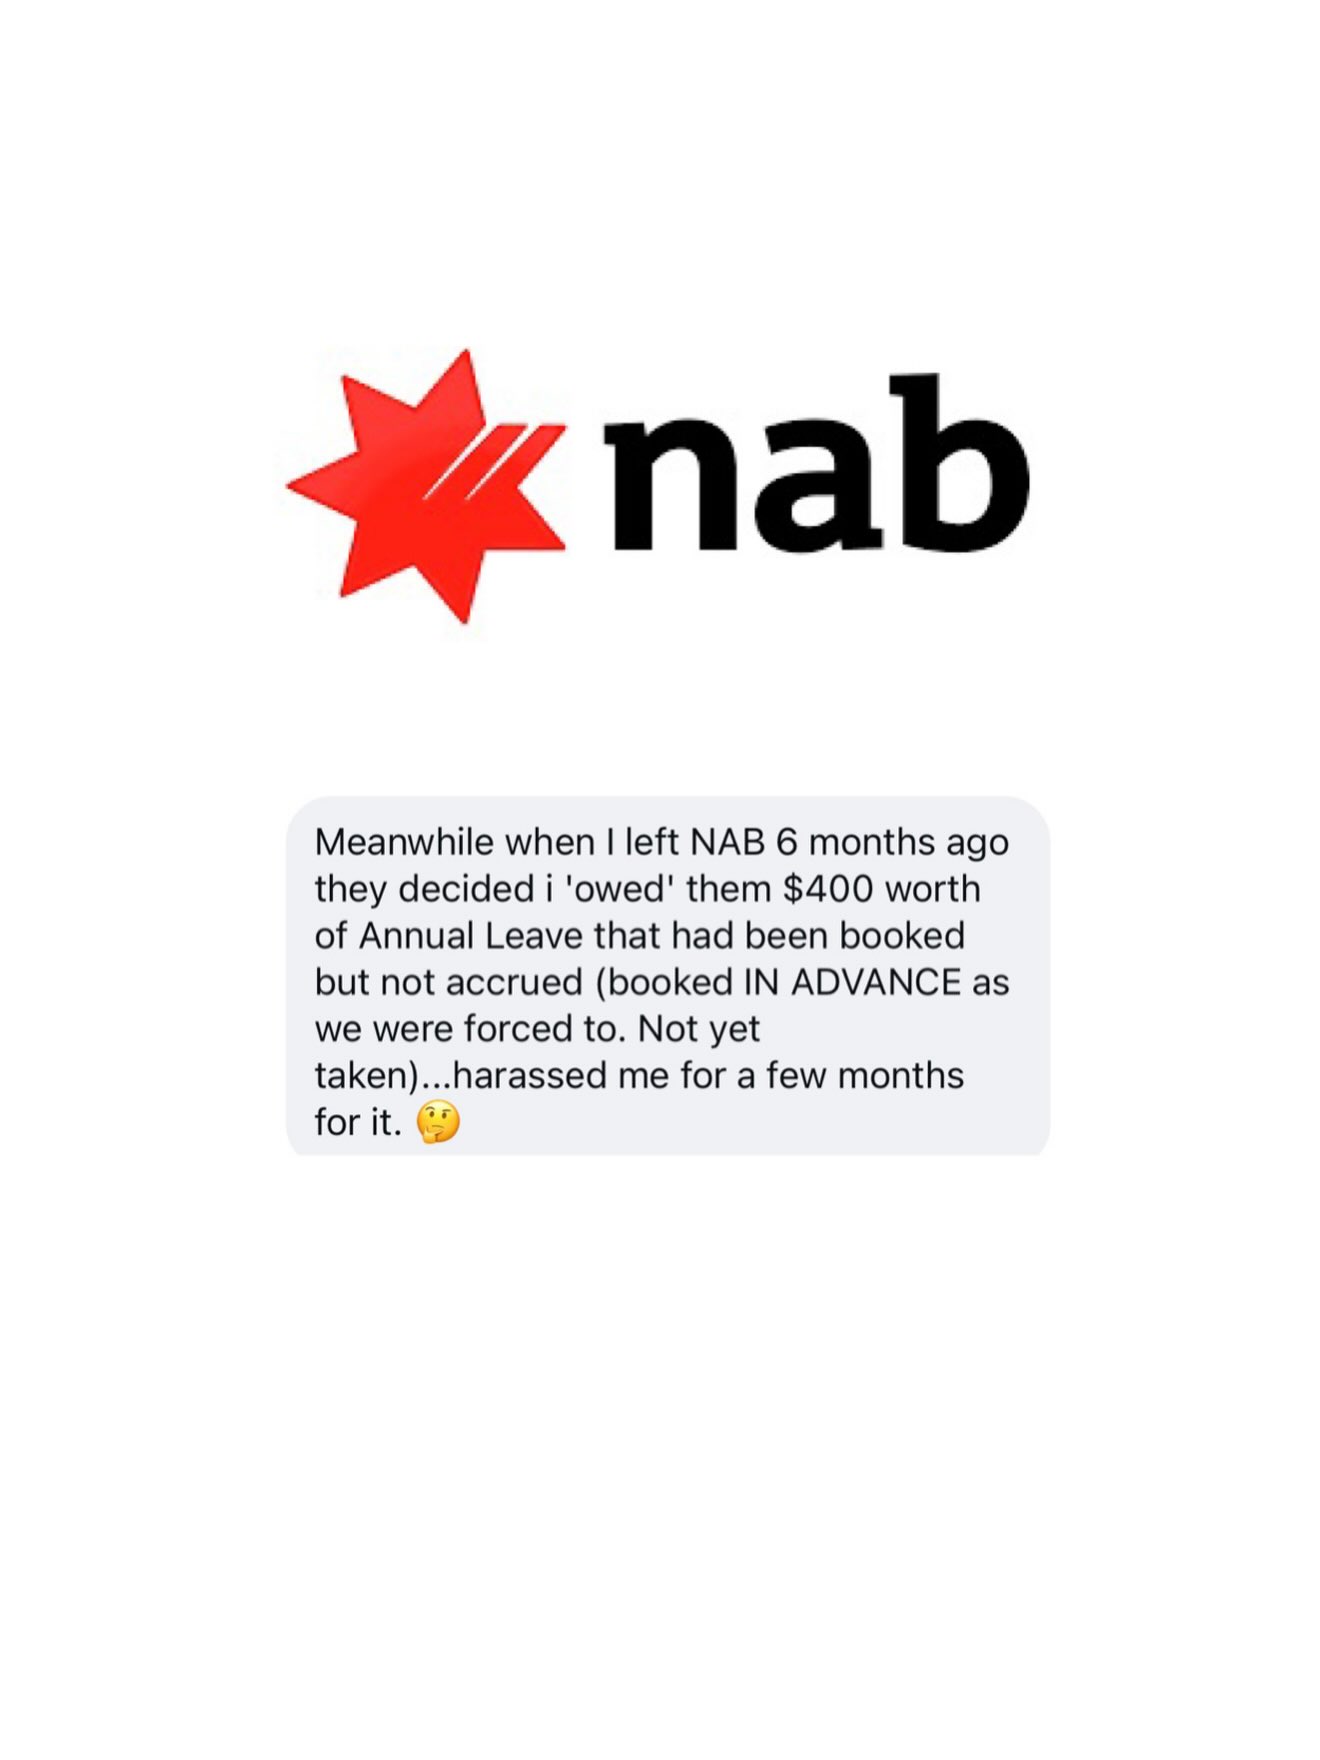 nab
Meanwhile when I left NAB 6 months ago
they decided i 'owed' them $400 worth
of Annual Leave that had been booked
but not accrued (booked IN ADVANCE as
we were forced to. Not yet
taken)...harassed me for a few months
for it. 🤔